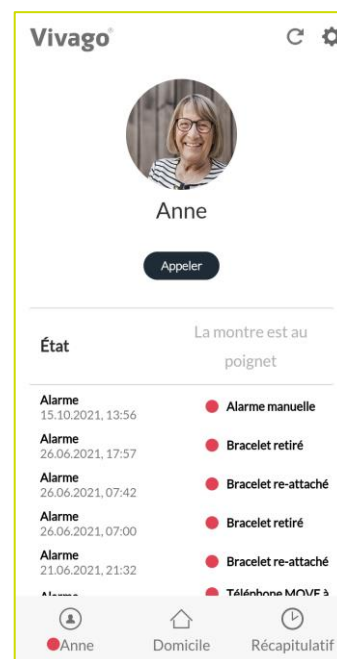 Vivago®
Anne
Appeler
État
La montre est au
poignet
Alarme
15.10.2021, 13:56
Alarme manuelle
Alarme
26.06.2021, 17:57
Bracelet retiré
Alarme
26.06.2021, 07:42
Bracelet re-attaché
Alarme
26.06.2021, 07:00
Bracelet retiré
Alarme
21.06.2021, 21:32
Bracelet re-attaché
Alarme
Téléphone MOVE à
Anne
Domicile
Récapitulatif